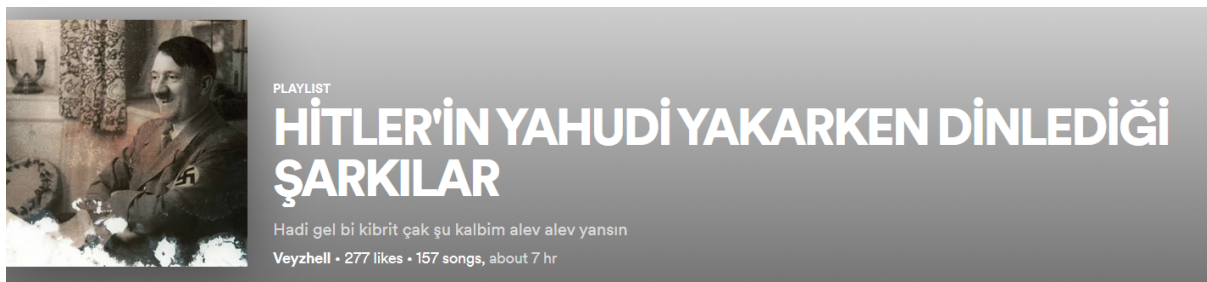 PLAYLIST
HİTLER'İN YAHUDİ YAKARKEN DİNLEDİĞİ
ŞARKILAR
Hadi gel bi kibrit çak şu kalbim alev alev yansın
Veyzhell • 277 likes • 157 songs, about 7 hr